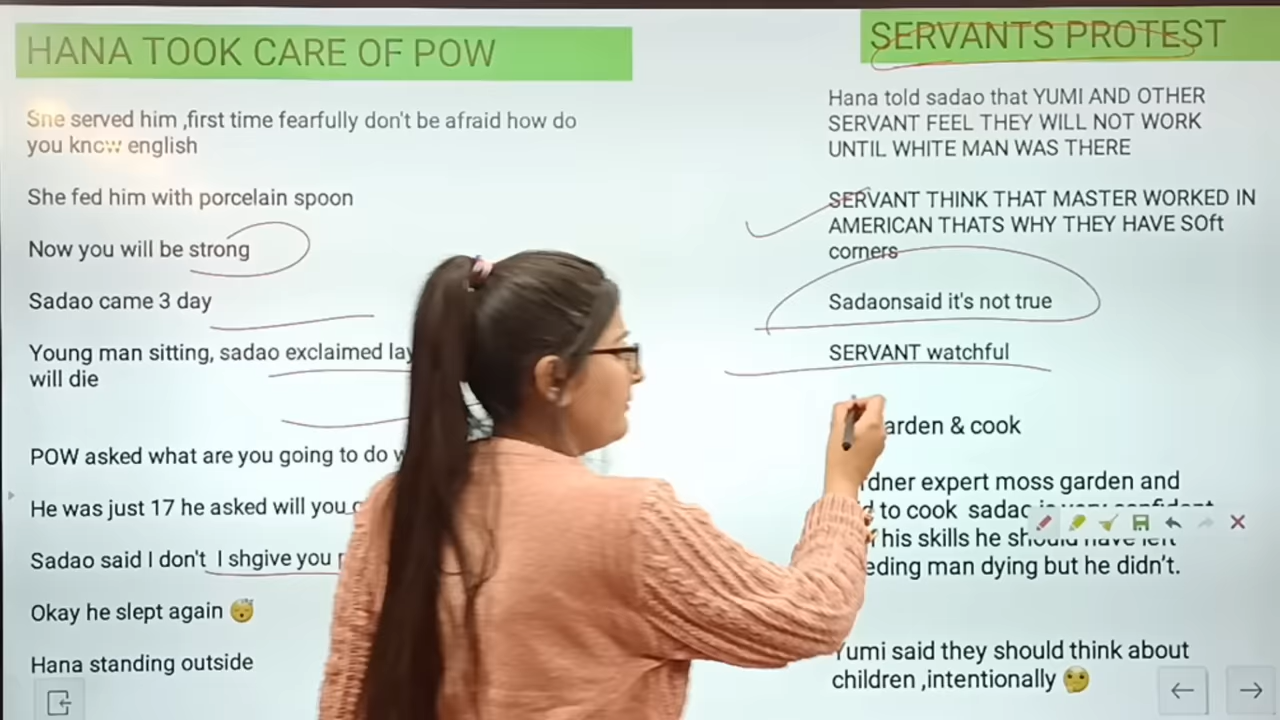 HANA TOOK CARE OF POW
She served him ,first time fearfully don't be afraid how do
you know english
She fed him with porcelain spoon
Now you will be strong
Sadao came 3 day
Young man sitting, sadao exclaimed
will die
POW asked what are you going to do
He was just 17 he asked will you
Sadao said I don't I shgive you
Okay he slept again 😴
Hana standing outside
SERVANTS PROTEST
Hana told sadao that YUMI AND OTHER
SERVANT FEEL THEY WILL NOT WORK
UNTIL WHITE MAN WAS THERE
SERVANT THINK THAT MASTER WORKED IN
AMERICAN THATS WHY THEY HAVE SOft
corners
Sadaonsaid it's not true
SERVANT watchful
& cook
expert moss garden and
to cook sadao is very confident
his skills he should have left
man dying but he didn't.
Yumi said they should think about
children ,intentionally 🤔